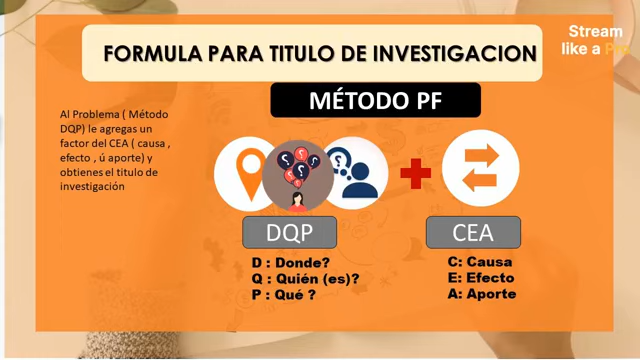 Stream
like a Pro
FORMULA PARA TITULO DE INVESTIGACION
MÉTODO PF
Al Problema ( Método
DQP) le agregas un
factor del CEA ( causa ,
efecto , ú aporte) y
obtienes el titulo de
investigación
DQP
D : Donde?
Q : Quién (es)?
P : Qué ?
CEA
C: Causa
E: Efecto
A: Aporte